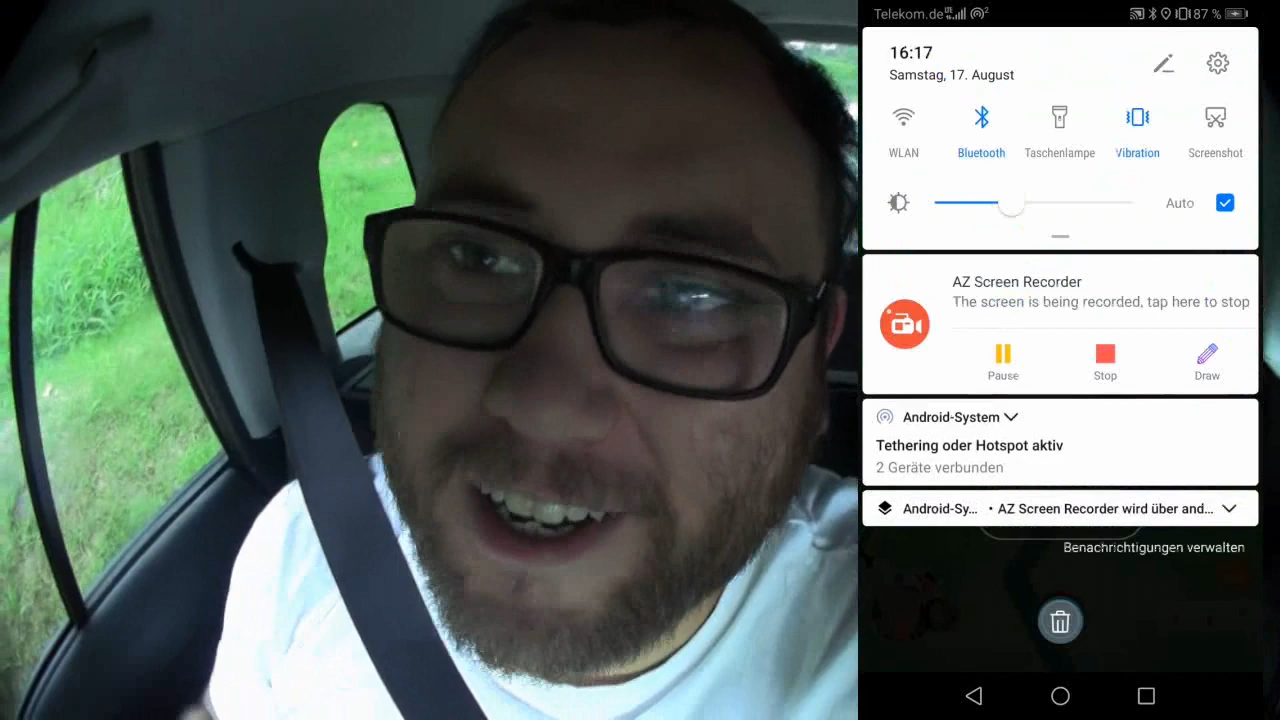 Telekom.de 87 %
16:17
Samstag, 17. August
WLAN Bluetooth Taschenlampe Vibration Screenshot
Auto
AZ Screen Recorder
The screen is being recorded, tap here to stop
Pause Stop Draw
Android-System
Tethering oder Hotspot aktiv
2 Geräte verbunden
Android-Sy... • AZ Screen Recorder wird über and...
Benachrichtigungen verwalten